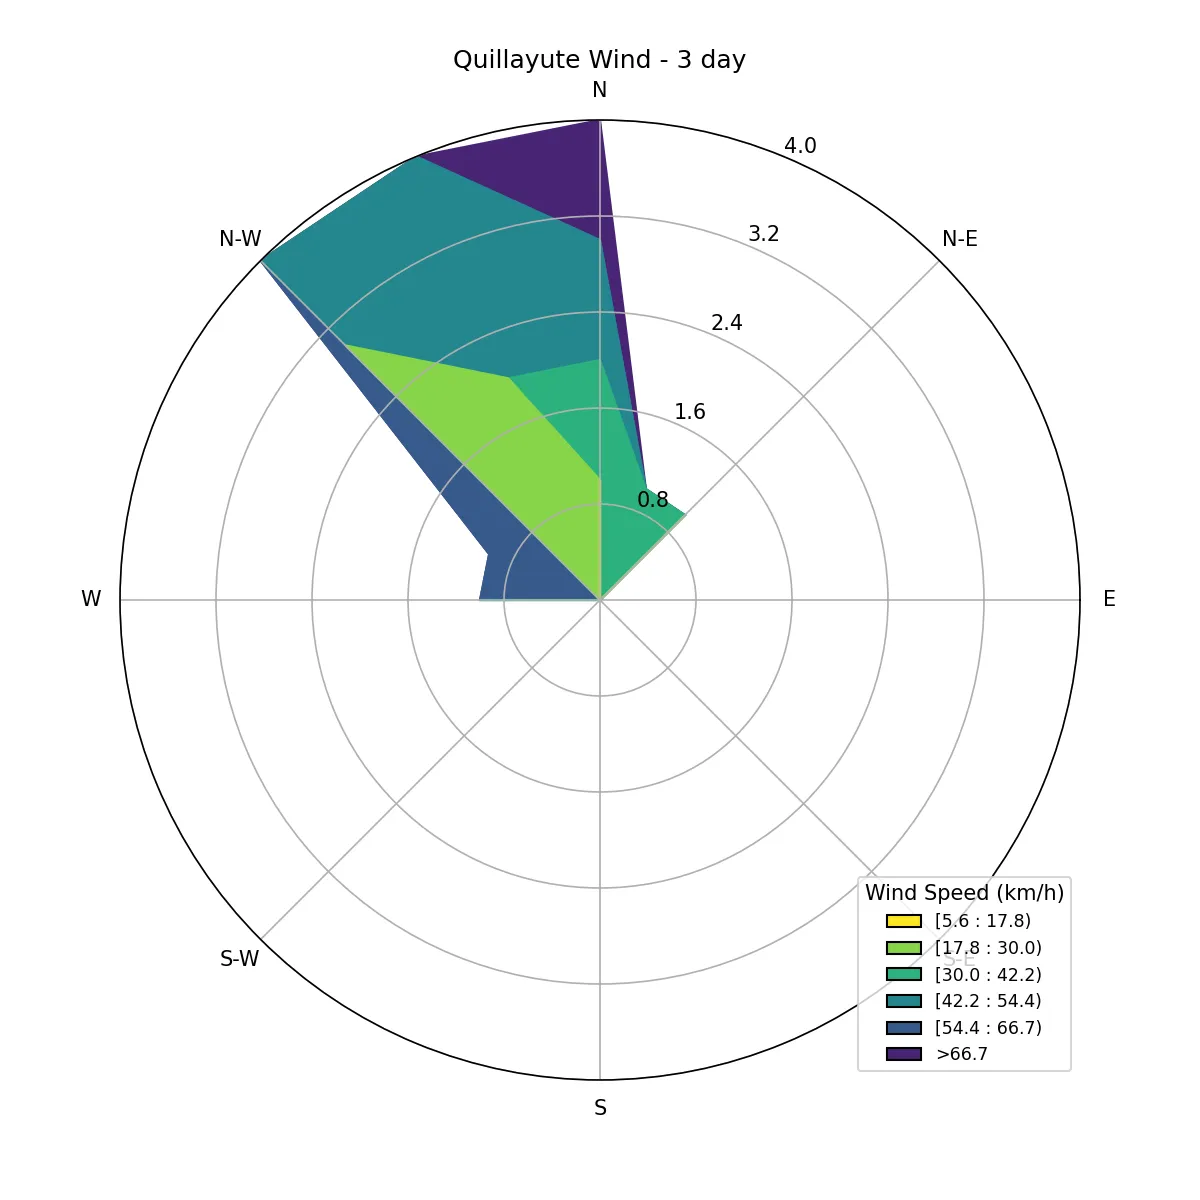 Quillayute Wind - 3 day
N
4.0
N-W
3.2
N-E
2.4
1.6
0.8
W
E
Wind Speed (km/h)
[5.6 : 17.8)
[17.8 : 30.0)
S-W
S-E
[30.0 : 42.2)
[42.2 : 54.4)
[54.4 : 66.7)
>66.7
S